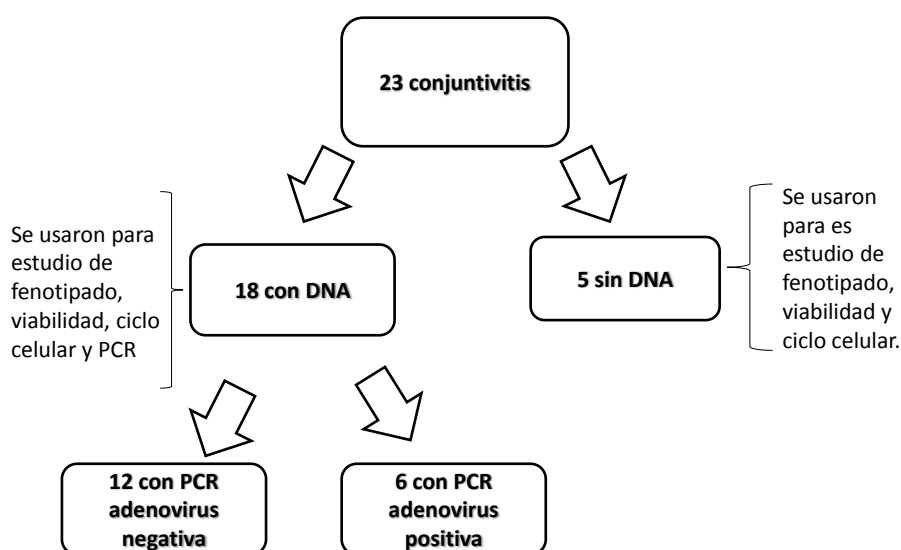 23 conjuntivitis
Se usaron para
estudio de
fenotipado,
viabilidad, ciclo
celular y PCR
18 con DNA
5 sin DNA
Se usaron
para es
estudio de
fenotipado,
viabilidad y
ciclo celular.
12 con PCR
adenovirus
negativa
6 con PCR
adenovirus
positiva